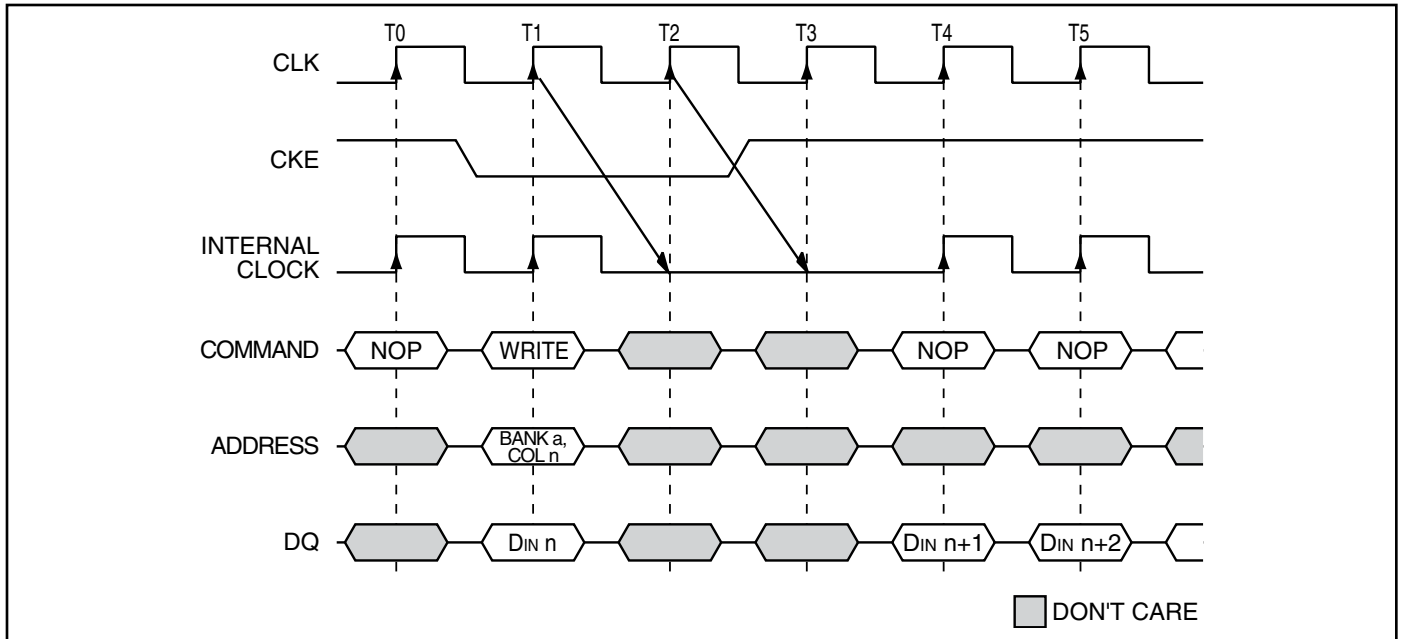 T0 T1 T2 T3 T4 T5
CLK
CKE
INTERNAL
CLOCK
COMMAND NOP WRITE NOP NOP
ADDRESS BANK a,
COL n
DQ DIN n DIN n+1 DIN n+2
DON'T CARE